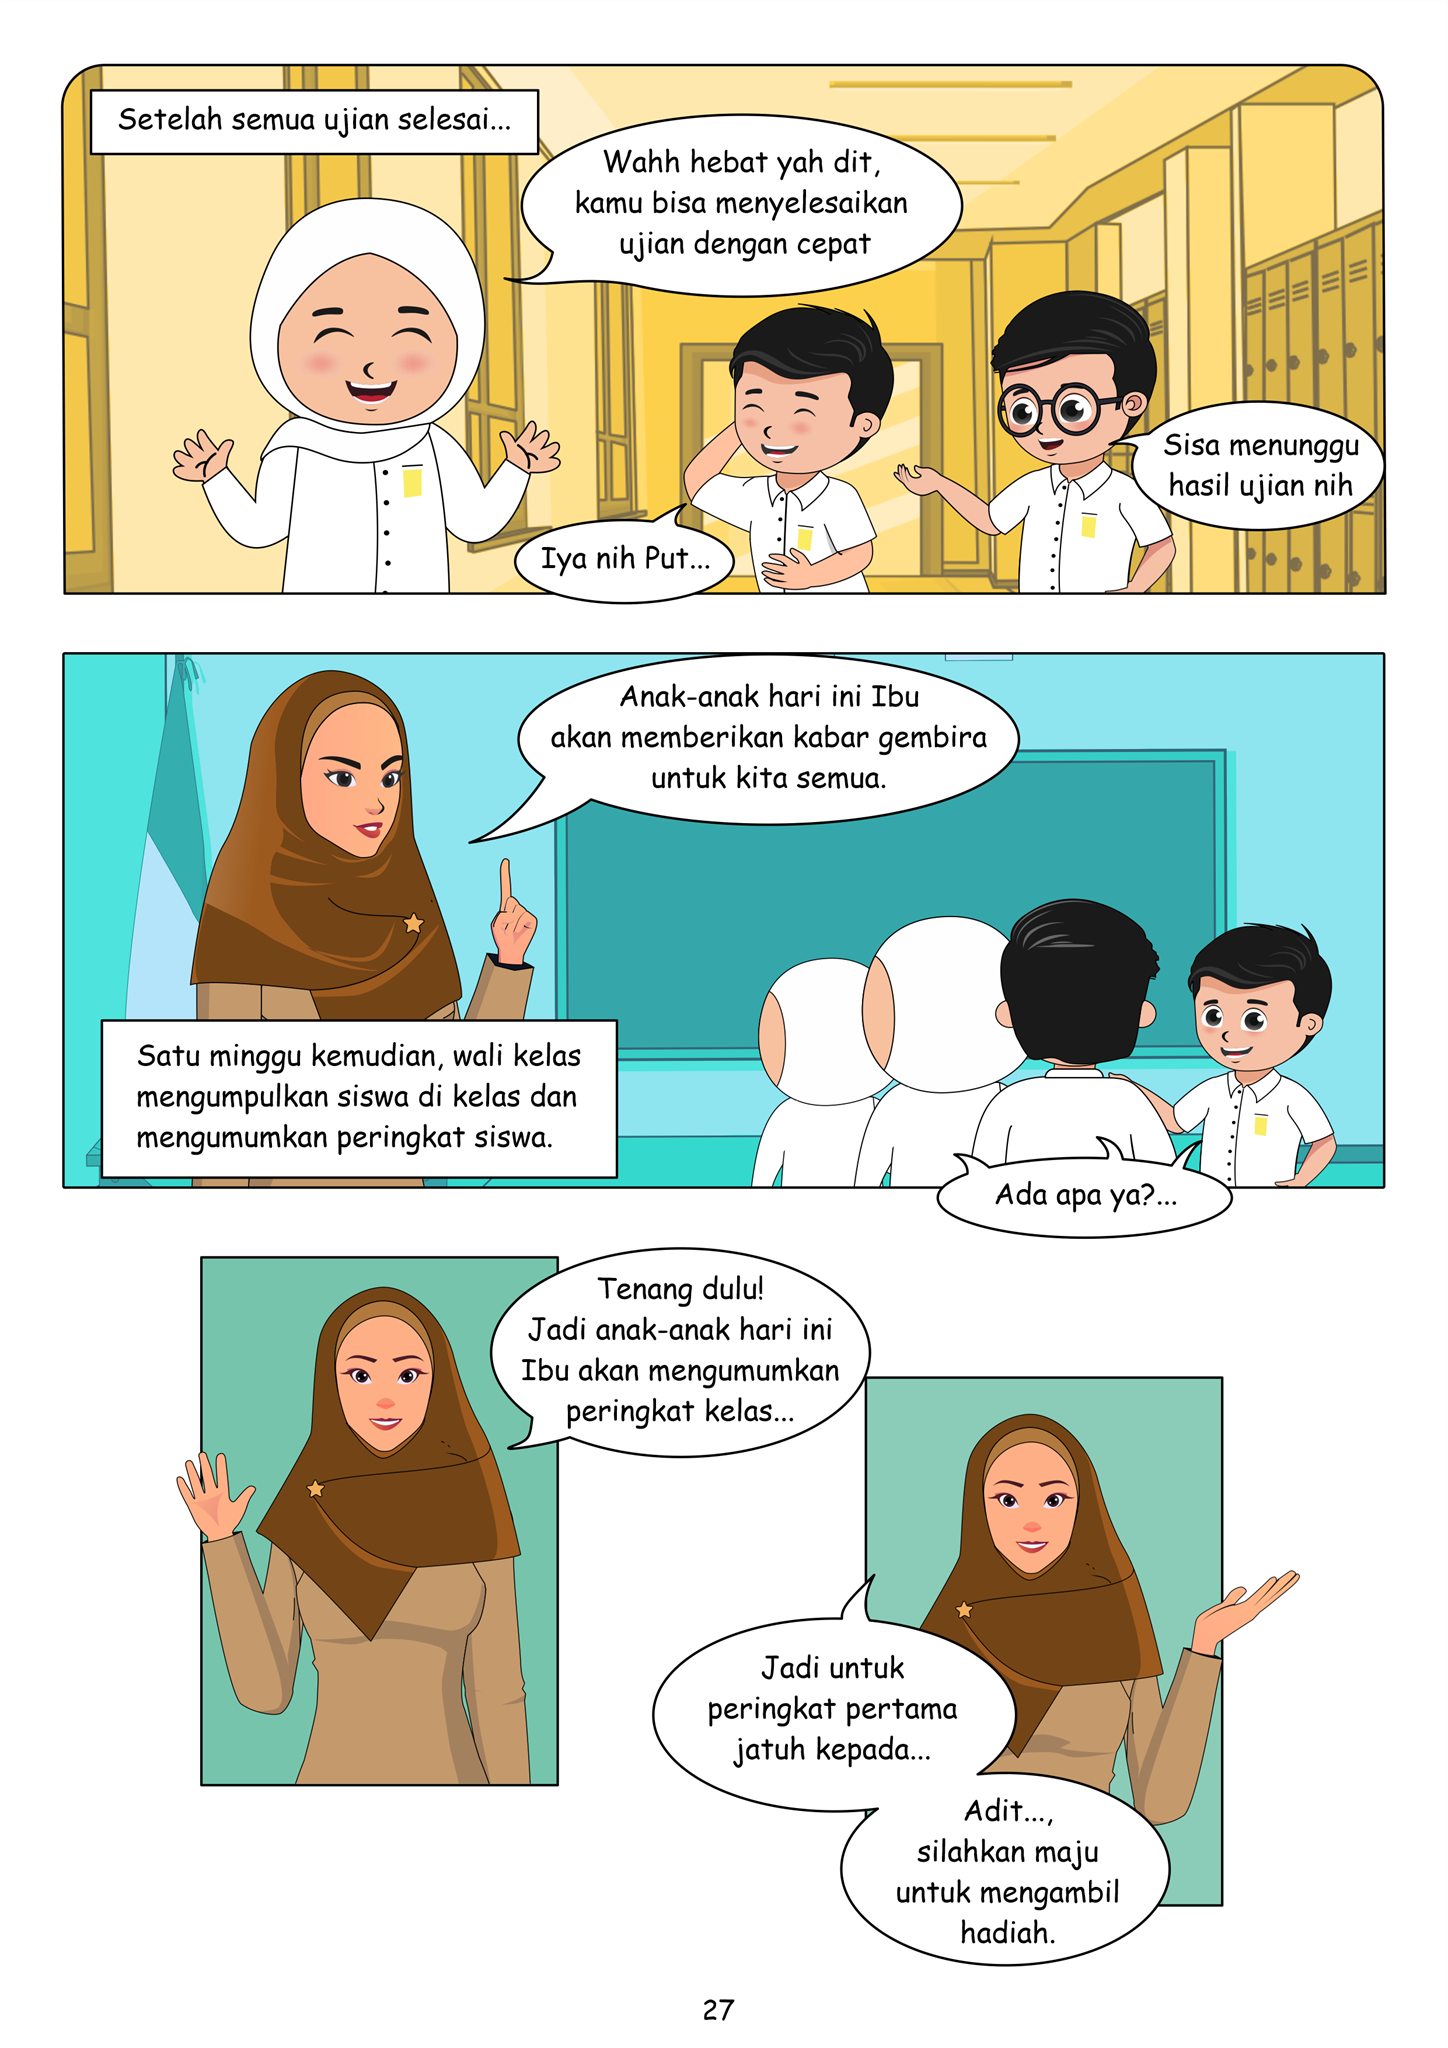 Setelah semua ujian selesai...
Wahh hebat yah dit,
kamu bisa menyelesaikan
ujian dengan cepat
Iya nih Put...
Sisa menunggu
hasil ujian nih
Anak-anak hari ini Ibu
akan memberikan kabar gembira
untuk kita semua.
Satu minggu kemudian, wali kelas
mengumpulkan siswa di kelas dan
mengumumkan peringkat siswa.
Ada apa ya?...
Tenang dulu!
Jadi anak-anak hari ini
Ibu akan mengumumkan
peringkat kelas...
Jadi untuk
peringkat pertama
jatuh kepada...
Adit...,
silahkan maju
untuk mengambil
hadiah.
27